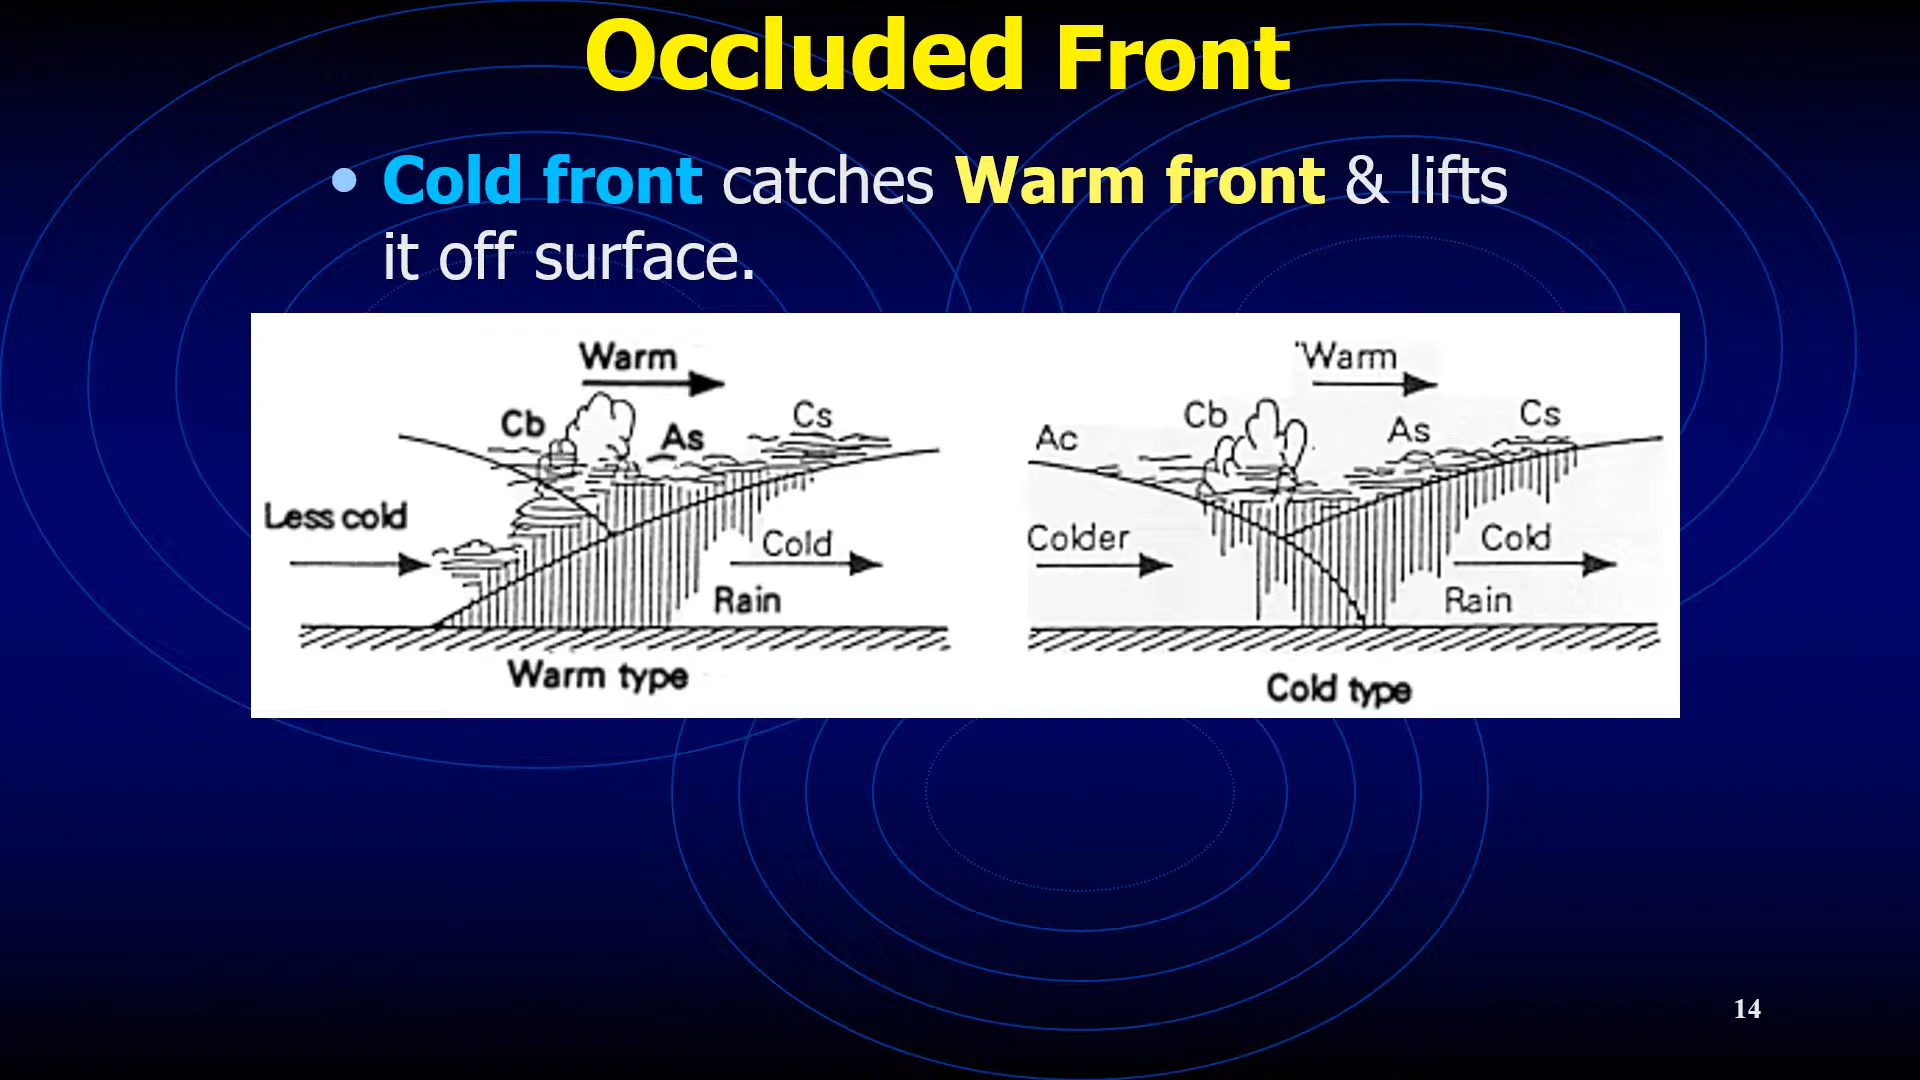 Occluded Front
• Cold front catches Warm front & lifts
it off surface.
Warm
Cb
As
Cs
Less cold
Cold
Rain
Warm type
Warm
Ac
Cb
As
Cs
Colder
Cold
Rain
Cold type
14